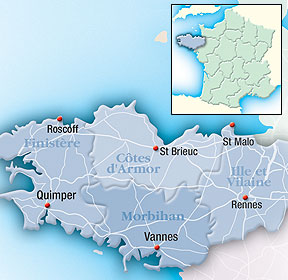 Roscoff
Finistère
St Malo
Côtes
d'Armor
St Brieuc
Ille et
Vilaine
Quimper
Morbihan
Rennes
Vannes